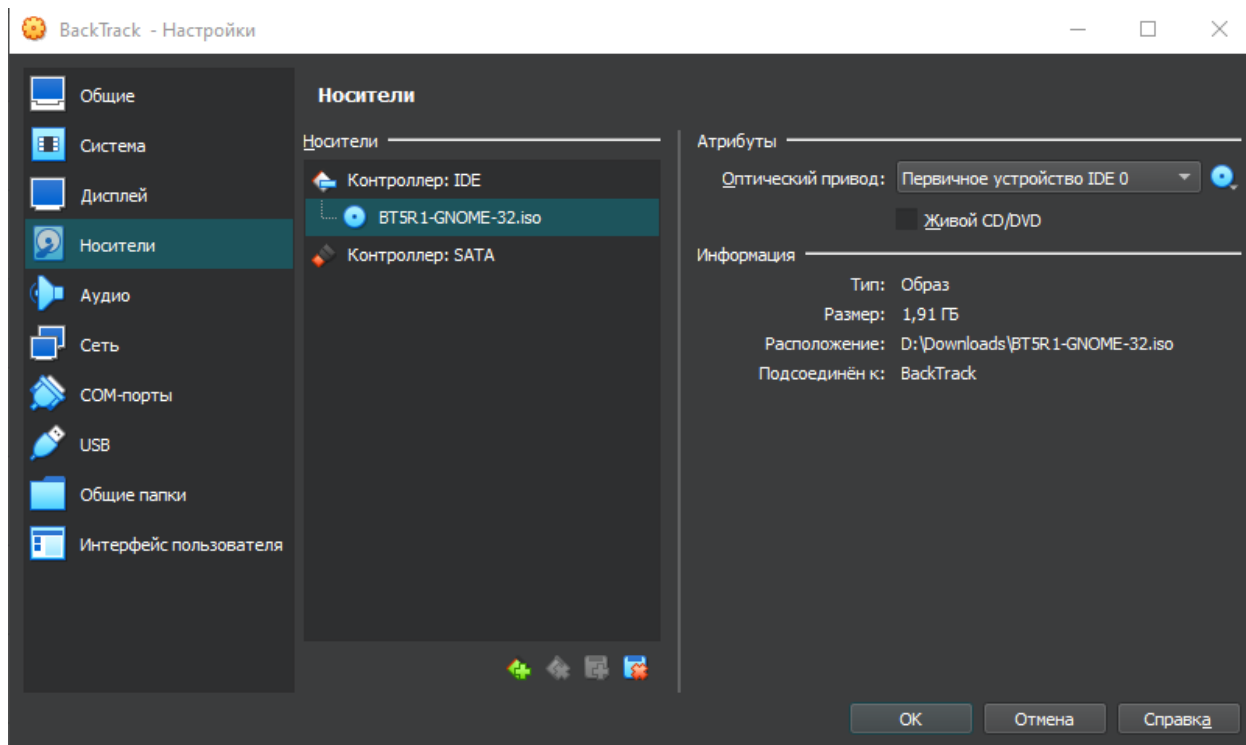 BackTrack - Настройки
Общие
Система
Дисплей
Носители
Аудио
Сеть
COM-порты
USB
Общие папки
Интерфейс пользователя
Носители
Носители
Контроллер: IDE
BT5R1-GNOME-32.iso
Контроллер: SATA
Атрибуты
Оптический привод: Первичное устройство IDE 0
Живой CD/DVD
Информация
Тип: Образ
Размер: 1,91 ГБ
Расположение: D:\Downloads\BT5R1-GNOME-32.iso
Подсоединён к: BackTrack
OK Отмена Справка